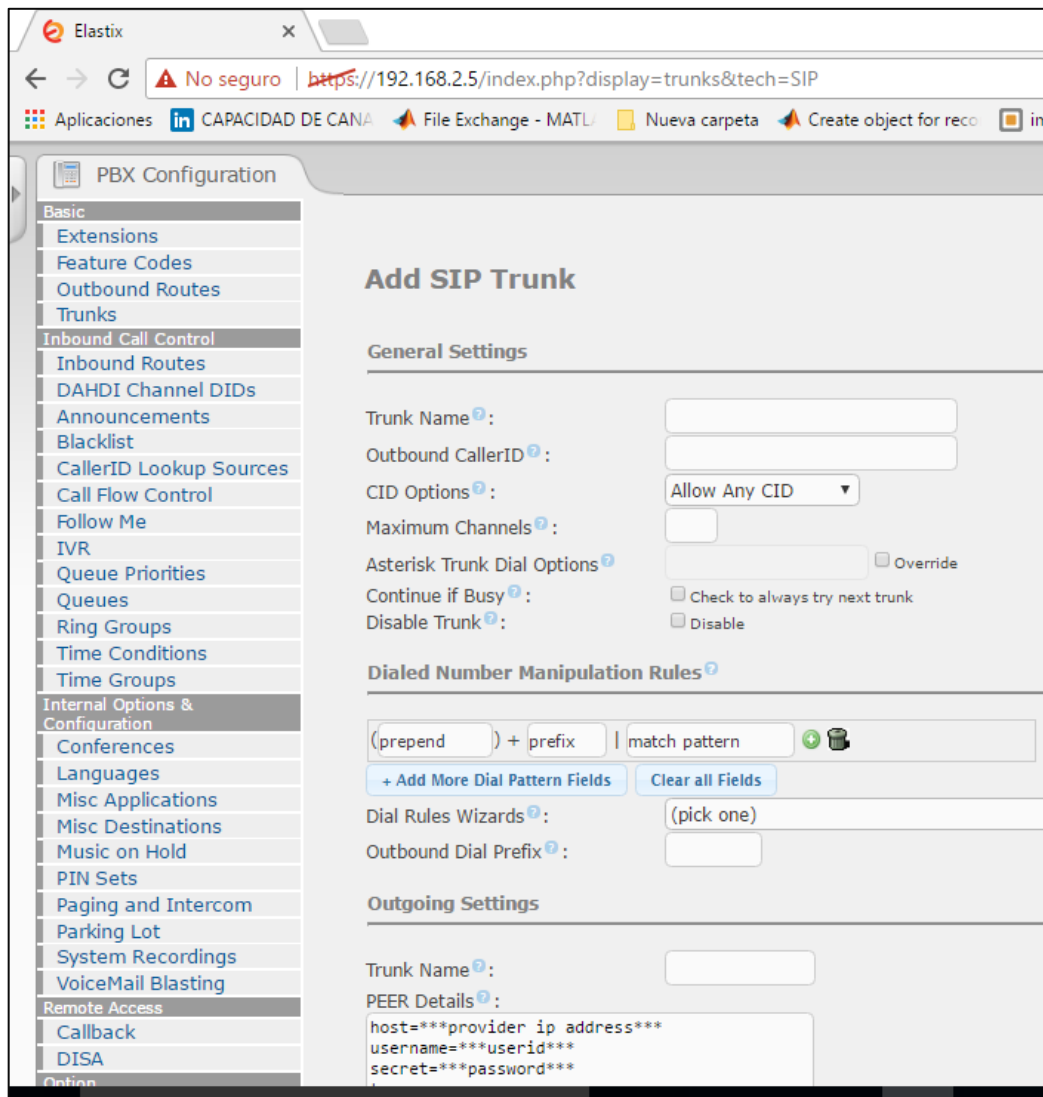 Elastix
No seguro | https://192.168.2.5/index.php?display=trunks&tech=SIP
Aplicaciones
in CAPACIDAD DE CANA
File Exchange - MATL
Nueva carpeta
Create object for reco
in
PBX Configuration
Basic
Extensions
Feature Codes
Outbound Routes
Trunks
Inbound Call Control
Inbound Routes
DAHDI Channel DIDs
Announcements
Blacklist
CallerID Lookup Sources
Call Flow Control
Follow Me
IVR
Queue Priorities
Queues
Ring Groups
Time Conditions
Time Groups
Internal Options &
Configuration
Conferences
Languages
Misc Applications
Misc Destinations
Music on Hold
PIN Sets
Paging and Intercom
Parking Lot
System Recordings
VoiceMail Blasting
Remote Access
Callback
DISA
Option
Add SIP Trunk
General Settings
Trunk Name? :
Outbound CallerID? :
CID Options? : Allow Any CID
Maximum Channels? :
Asterisk Trunk Dial Options? Override
Continue if Busy? : Check to always try next trunk
Disable Trunk? : Disable
Dialed Number Manipulation Rules?
(prepend) + prefix | match pattern
+ Add More Dial Pattern Fields Clear all Fields
Dial Rules Wizards? : (pick one)
Outbound Dial Prefix? :
Outgoing Settings
Trunk Name? :
PEER Details? :
host=***provider ip address***
username=***userid***
secret=***password***